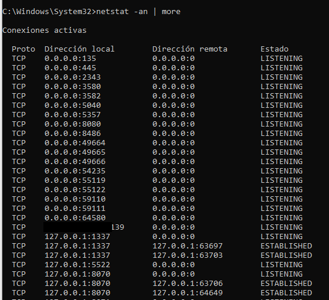 C:\Windows\System32>netstat -an | more
Conexiones activas
Proto Dirección local Dirección remota Estado
TCP 0.0.0.0:135 0.0.0.0:0 LISTENING
TCP 0.0.0.0:445 0.0.0.0:0 LISTENING
TCP 0.0.0.0:2343 0.0.0.0:0 LISTENING
TCP 0.0.0.0:3580 0.0.0.0:0 LISTENING
TCP 0.0.0.0:3582 0.0.0.0:0 LISTENING
TCP 0.0.0.0:5040 0.0.0.0:0 LISTENING
TCP 0.0.0.0:5357 0.0.0.0:0 LISTENING
TCP 0.0.0.0:8080 0.0.0.0:0 LISTENING
TCP 0.0.0.0:8486 0.0.0.0:0 LISTENING
TCP 0.0.0.0:49664 0.0.0.0:0 LISTENING
TCP 0.0.0.0:49665 0.0.0.0:0 LISTENING
TCP 0.0.0.0:49666 0.0.0.0:0 LISTENING
TCP 0.0.0.0:54235 0.0.0.0:0 LISTENING
TCP 0.0.0.0:55119 0.0.0.0:0 LISTENING
TCP 0.0.0.0:55122 0.0.0.0:0 LISTENING
TCP 0.0.0.0:59110 0.0.0.0:0 LISTENING
TCP 0.0.0.0:59111 0.0.0.0:0 LISTENING
TCP 0.0.0.0:64580 0.0.0.0:0 LISTENING
TCP 139 0.0.0.0:0 LISTENING
TCP 127.0.0.1:1337 0.0.0.0:0 LISTENING
TCP 127.0.0.1:1337 127.0.0.1:63697 ESTABLISHED
TCP 127.0.0.1:1337 127.0.0.1:63703 ESTABLISHED
TCP 127.0.0.1:5522 0.0.0.0:0 LISTENING
TCP 127.0.0.1:8070 0.0.0.0:0 LISTENING
TCP 127.0.0.1:8070 127.0.0.1:63706 ESTABLISHED
TCP 127.0.0.1:8070 127.0.0.1:64649 ESTABLISHED